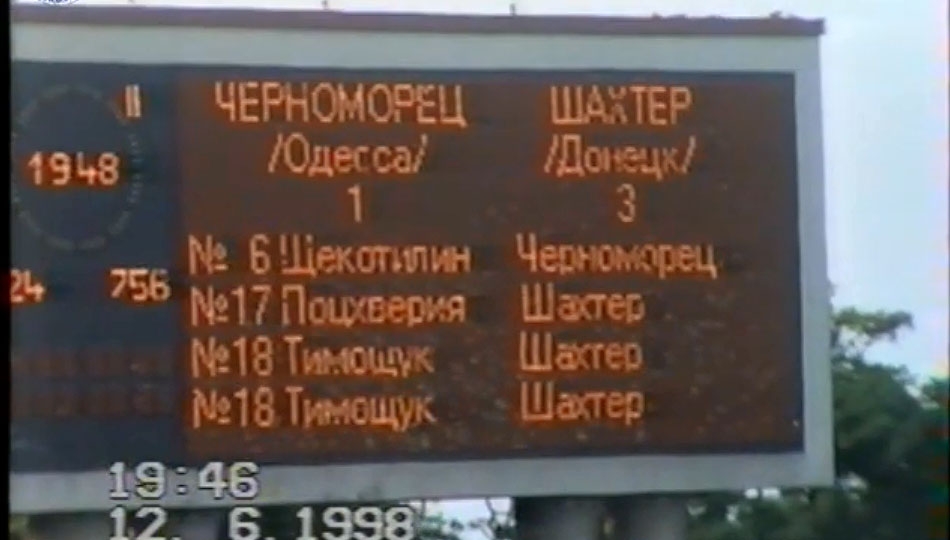 II
ЧЕРНОМОРЕЦ ШАХТЕР
/Одесса/ /Донецк/
1948
1 3
№ 6 Щекотилин Черноморец
24 756
№17 Поцхверия Шахтер
№18 Тимощук Шахтер
№18 Тимощук Шахтер
19:46
12. 6.1998